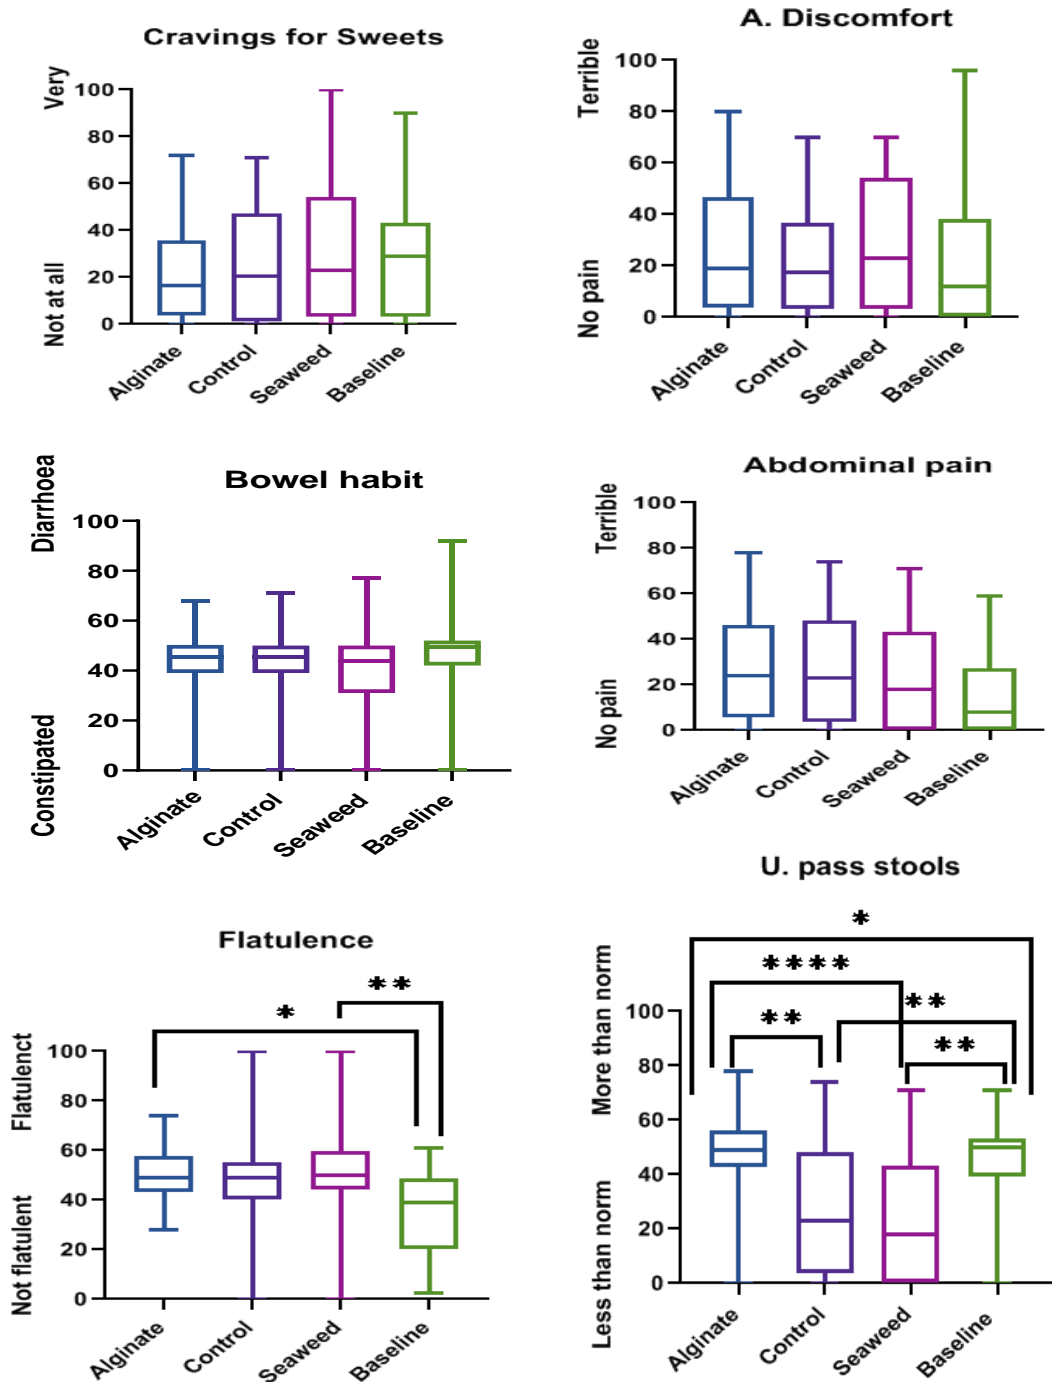 Cravings for Sweets
Very
Not at all
100
80
60
40
20
0
Alginate
Control
Seaweed
Baseline
A. Discomfort
Terrible
No pain
100
80
60
40
20
0
Alginate
Control
Seaweed
Baseline
Bowel habit
Diarrhoea
Constipated
100
80
60
40
20
0
Alginate
Control
Seaweed
Baseline
Abdominal pain
Terrible
No pain
100
80
60
40
20
0
Alginate
Control
Seaweed
Baseline
Flatulence
**
*
Flatulenct
Not flatulent
100
80
60
40
20
0
Alginate
Control
Seaweed
Baseline
U. pass stools
*
****
**
**
**
More than norm
Less than norm
100
80
60
40
20
0
Alginate
Control
Seaweed
Baseline